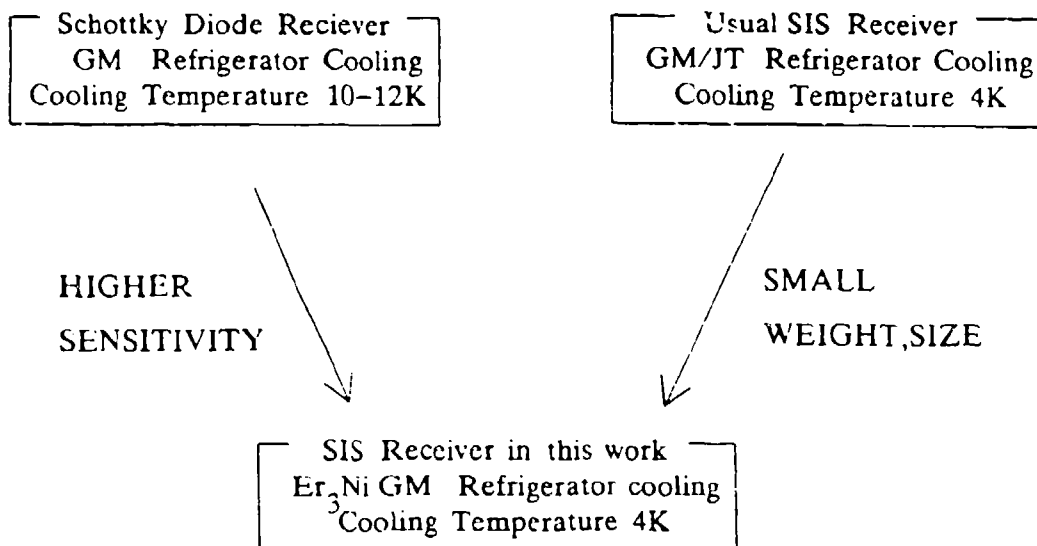 Schottky Diode Reciever
GM Refrigerator Cooling
Cooling Temperature 10-12K
Usual SIS Receiver
GM/JT Refrigerator Cooling
Cooling Temperature 4K
HIGHER
SENSITIVITY
SMALL
WEIGHT,SIZE
SIS Receiver in this work
Er₃Ni GM Refrigerator cooling
Cooling Temperature 4K